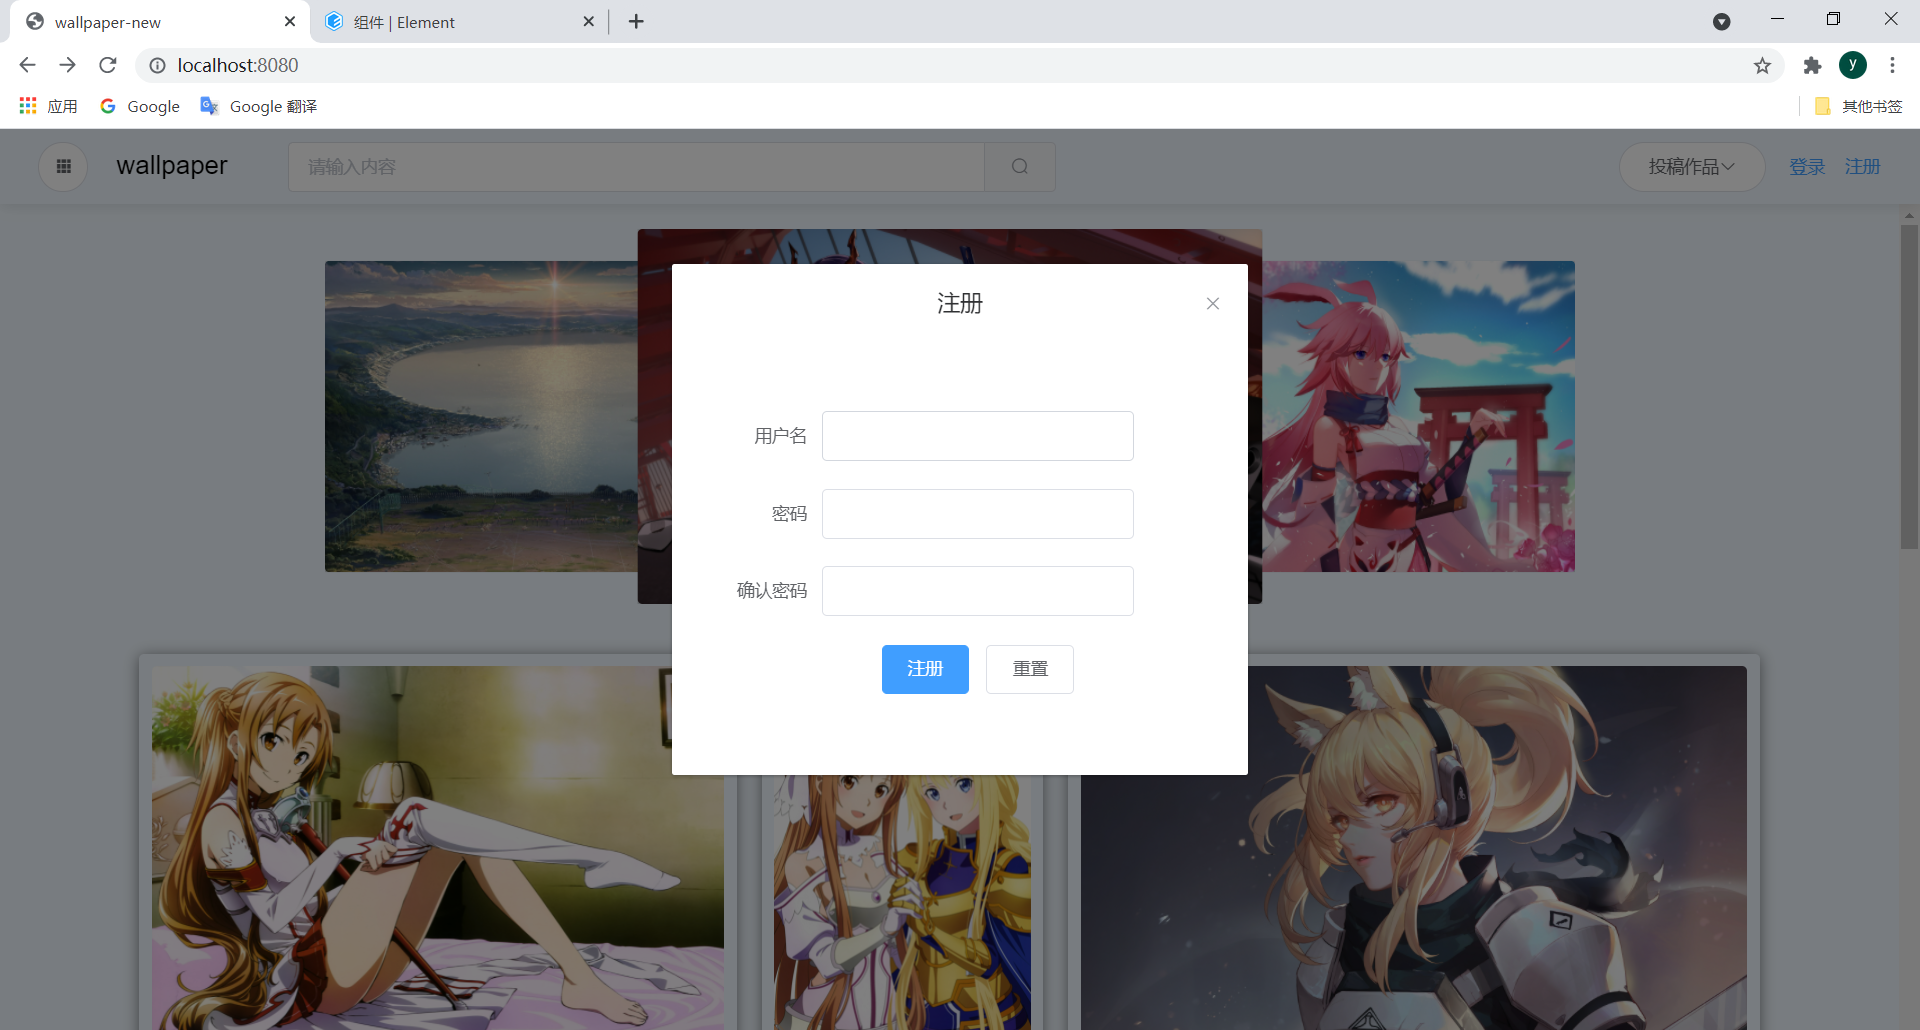 wallpaper-new
组件 | Element
localhost:8080
y
应用
Google
Google 翻译
其他书签
wallpaper
请输入内容
投稿作品
登录
注册
注册
用户名
密码
确认密码
注册
重置